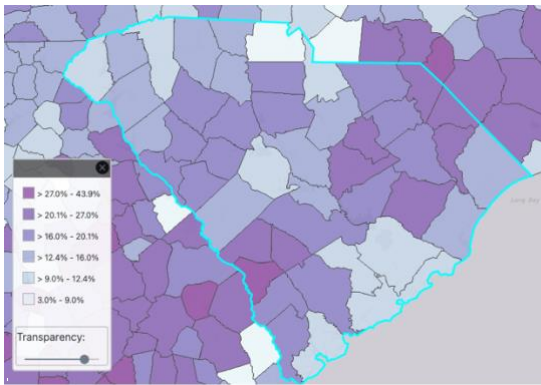 > 27.0% - 43.9%
> 20.1% - 27.0%
> 16.0% - 20.1%
> 12.4% - 16.0%
> 9.0% - 12.4%
3.0% - 9.0%
Transparency: